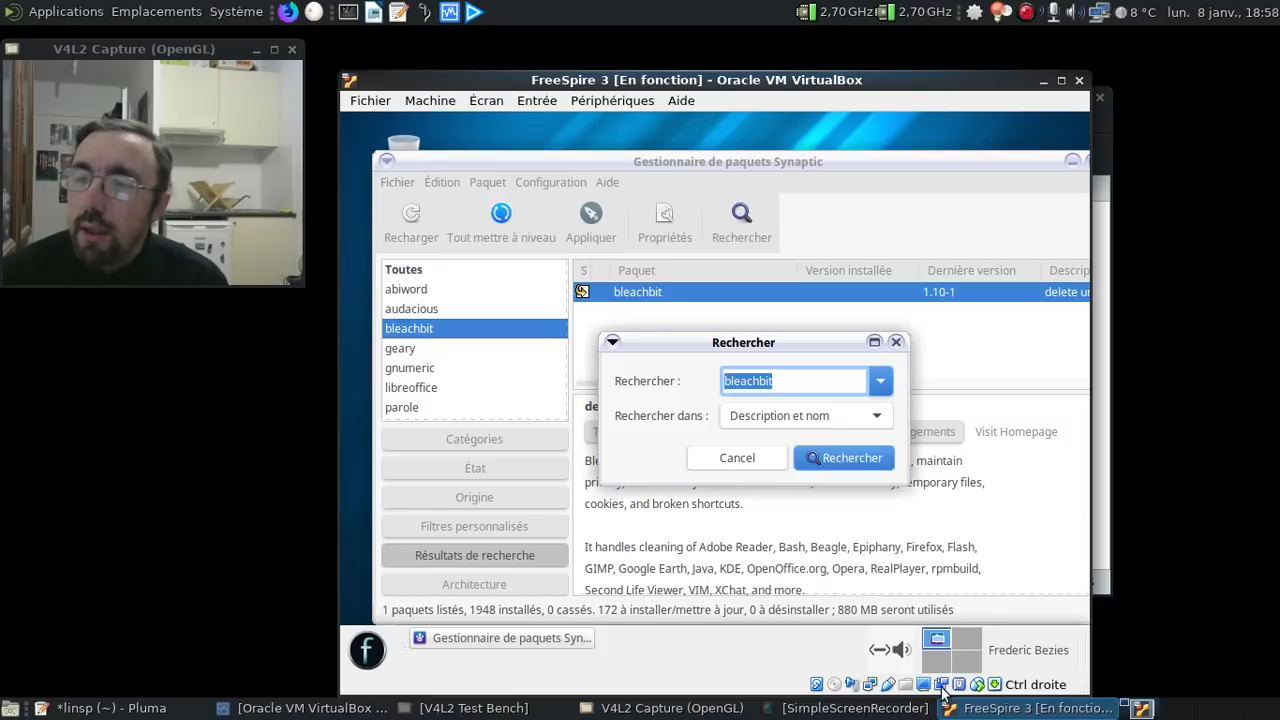 Applications Emplacements Système
2,70 GHz 2,70 GHz 8 °C lun. 8 janv., 18:58
V4L2 Capture (OpenGL)
FreeSpire 3 [En fonction] - Oracle VM VirtualBox
Fichier Machine Écran Entrée Périphériques Aide
Gestionnaire de paquets Synaptic
Fichier Édition Paquet Configuration Aide
Recharger Tout mettre à niveau Appliquer Propriétés Rechercher
Toutes
abiword
audacious
bleachbit
geary
gnumeric
libreoffice
parole
Catégories
État
Origine
Filtres personnalisés
Résultats de recherche
Architecture
S Paquet Version installée Dernière version Descrip
bleachbit 1.10-1 delete un
Rechercher
Rechercher : bleachbit
Rechercher dans : Description et nom
Cancel Rechercher
Visit Homepage
maintain
emporary files,
cookies, and broken shortcuts.
It handles cleaning of Adobe Reader, Bash, Beagle, Epiphany, Firefox, Flash,
GIMP, Google Earth, Java, KDE, OpenOffice.org, Opera, RealPlayer, rpmbuild,
Second Life Viewer, VIM, XChat, and more.
1 paquets listés, 1948 installés, 0 cassés. 172 à installer/mettre à jour, 0 à désinstaller ; 880 MB seront utilisés
f Gestionnaire de paquets Syn... Frederic Bezies
Ctrl droite
*linsp (~) - Pluma [Oracle VM VirtualBox ... [V4L2 Test Bench] V4L2 Capture (OpenGL) [SimpleScreenRecorder] FreeSpire 3 [En fonctio...